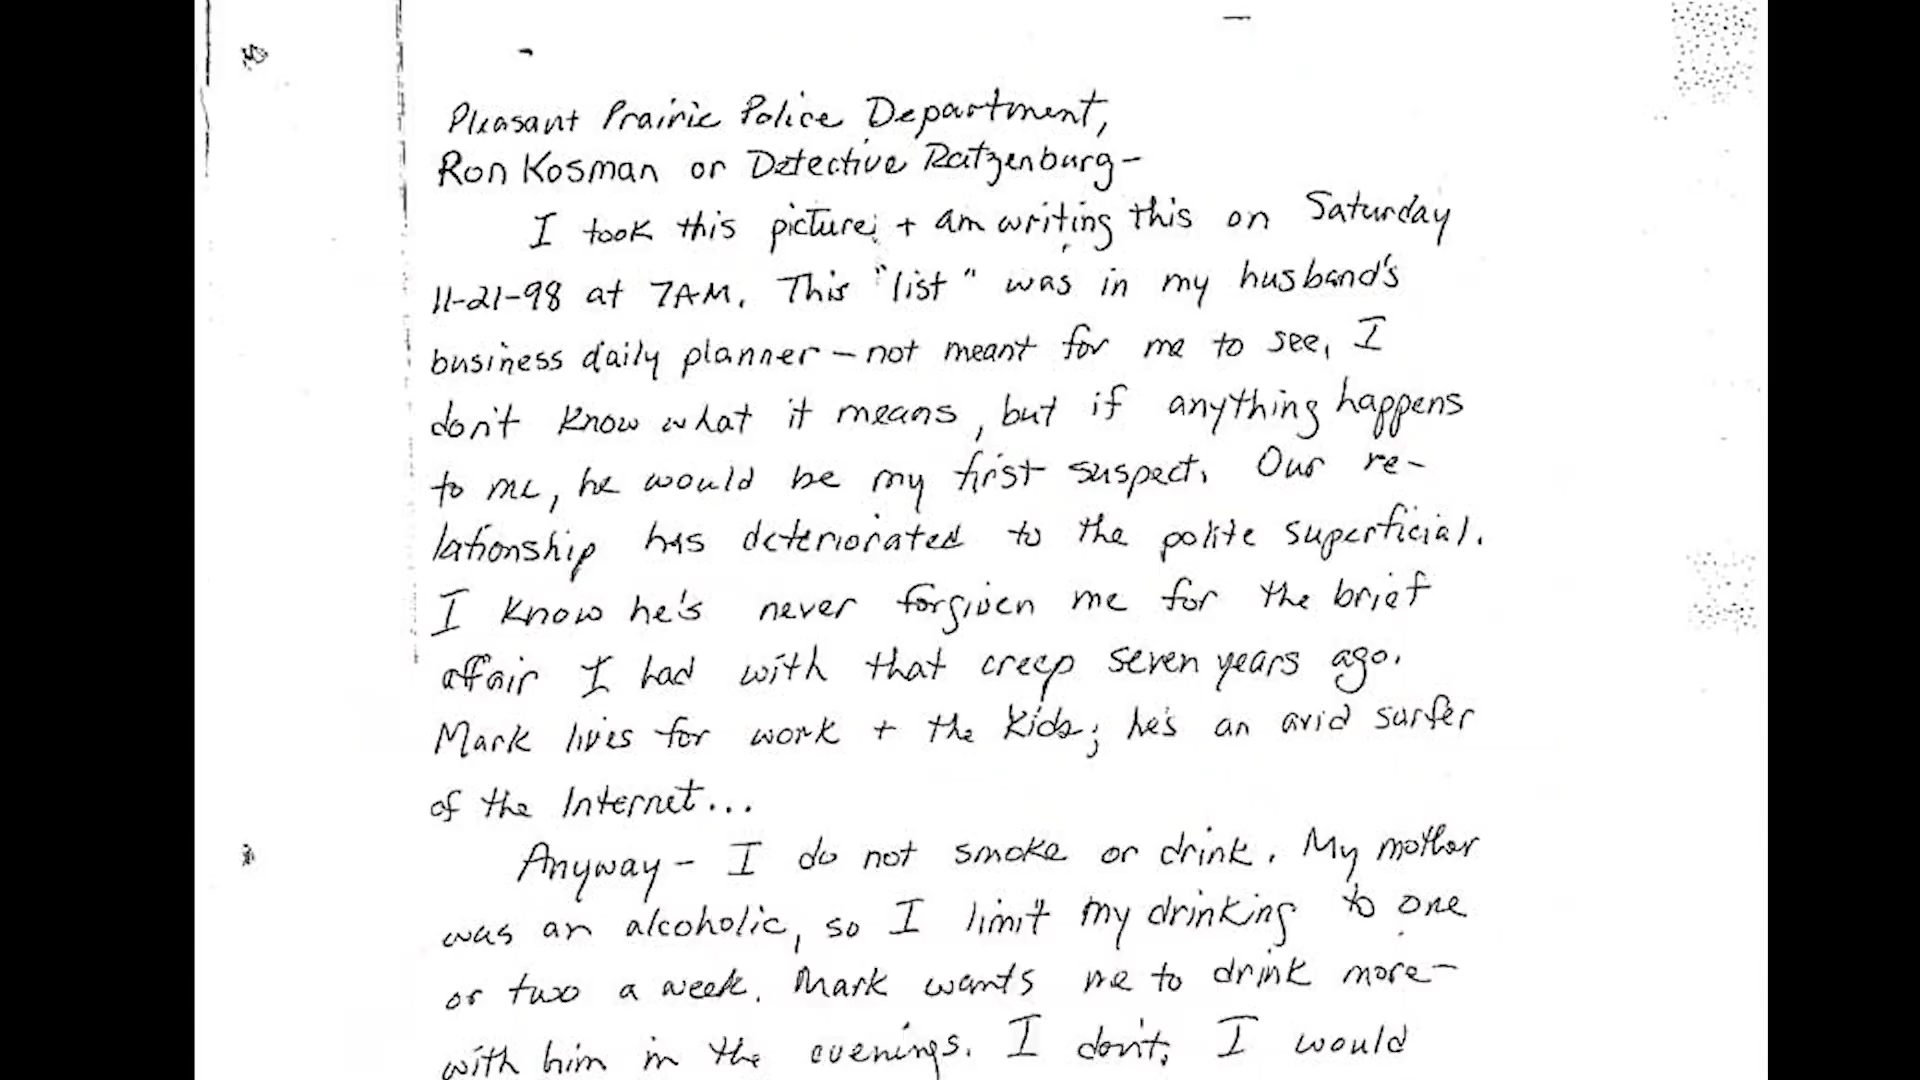 Pleasant Prairie Police Department,
Ron Kosman or Detective Ratzenburg-
I took this picture + am writing this on Saturday
11-21-98 at 7AM. This "list" was in my husband's
business daily planner—not meant for me to see, I
don't know what it means, but if anything happens
to me, he would be my first suspect. Our re-
lationship has deteriorated to the polite superficial.
I know he's never forgiven me for the brief
affair I had with that creep seven years ago.
Mark lives for work + the kids; he's an avid surfer
of the Internet...
Anyway - I do not smoke or drink. My mother
was an alcoholic, so I limit my drinking to one
or two a week. Mark wants me to drink more-
with him in the evenings. I don't. I would